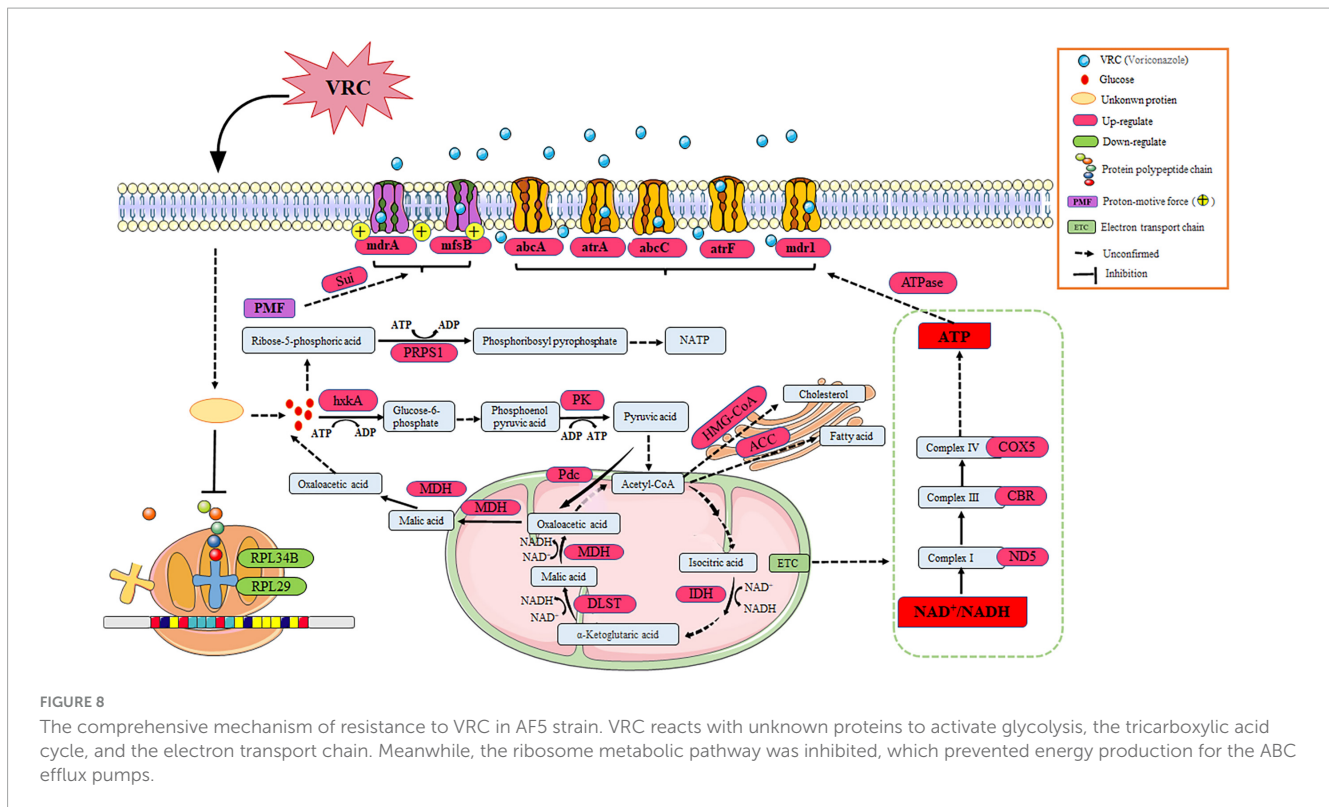 VRC
VRC (Voriconazole)
Glucose
Unkonwn protien
Up-regulate
Down-regulate
Protein polypeptide chain
PMF Proton-motive force (+)
ETC Electron transport chain
Unconfirmed
Inhibition
+ + +
mdrA mfsB abcA atrA abcC atrF mdr1
Sui
ATPase
PMF
ATP
ATP ADP
Ribose-5-phosphoric acid Phosphoribosyl pyrophosphate NATP
PRPS1
hxkA
Glucose-6-
phosphate
ATP ADP
Phosphoenol
pyruvic acid
PK
ADP ATP
Pyruvic acid
HMG-CoA
Cholesterol
ACC
Fatty acid
Complex IV COX5
Pdc
Acetyl-CoA
Oxaloacetic acid
MDH
MDH
Malic acid
Oxaloacetic acid
Complex III CBR
NADH
NAD⁻
MDH
Isocitric acid
ETC
Complex I ND5
RPL34B
RPL29
Malic acid
NADH
NAD⁻
DLST
IDH
NAD⁻
NADH
α-Ketoglutaric acid
NAD⁺/NADH
FIGURE 8
The comprehensive mechanism of resistance to VRC in AF5 strain. VRC reacts with unknown proteins to activate glycolysis, the tricarboxylic acid
cycle, and the electron transport chain. Meanwhile, the ribosome metabolic pathway was inhibited, which prevented energy production for the ABC
efflux pumps.